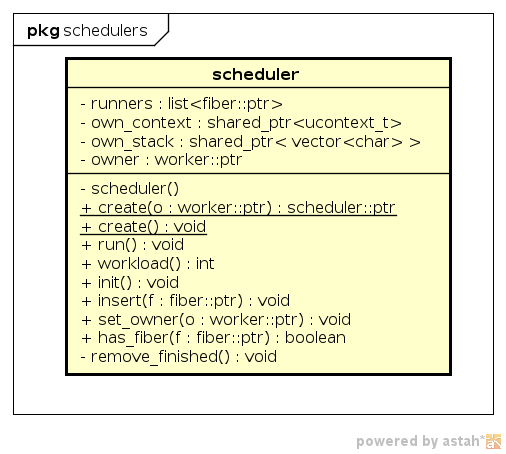 pkg schedulers
scheduler
- runners : list<fiber::ptr>
- own_context : shared_ptr<ucontext_t>
- own_stack : shared_ptr< vector<char> >
- owner : worker::ptr
- scheduler()
+ create(o : worker::ptr) : scheduler::ptr
+ create() : void
+ run() : void
+ workload() : int
+ init() : void
+ insert(f : fiber::ptr) : void
+ set_owner(o : worker::ptr) : void
+ has_fiber(f : fiber::ptr) : boolean
- remove_finished() : void
powered by astah*